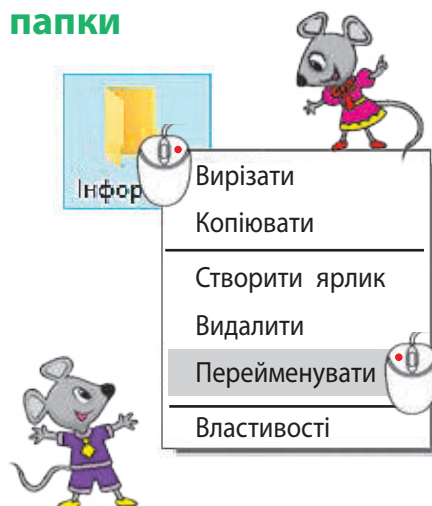 папки
Інфор
Вирізати
Копіювати
Створити ярлик
Видалити
Перейменувати
Властивості